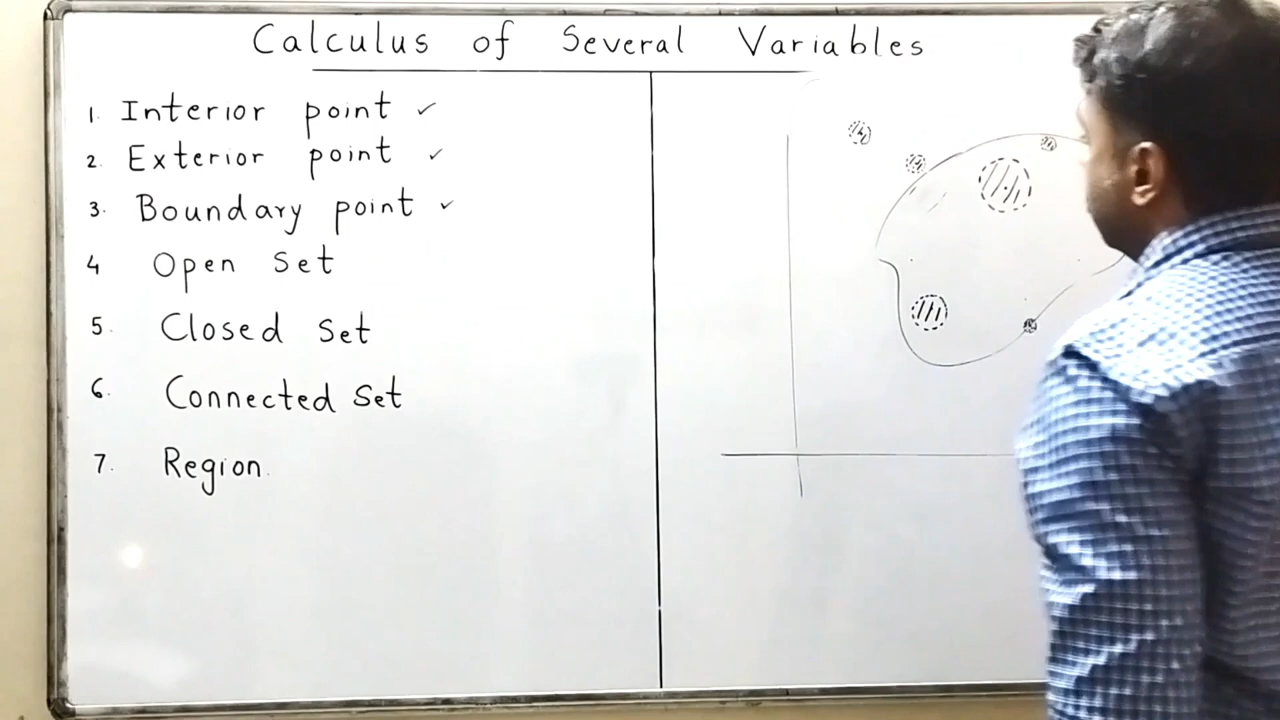 Calculus of Several Variables
1. Interior point ✓
2. Exterior point ✓
3. Boundary point ✓
4 Open Set
5. Closed Set
6. Connected Set
7. Region.